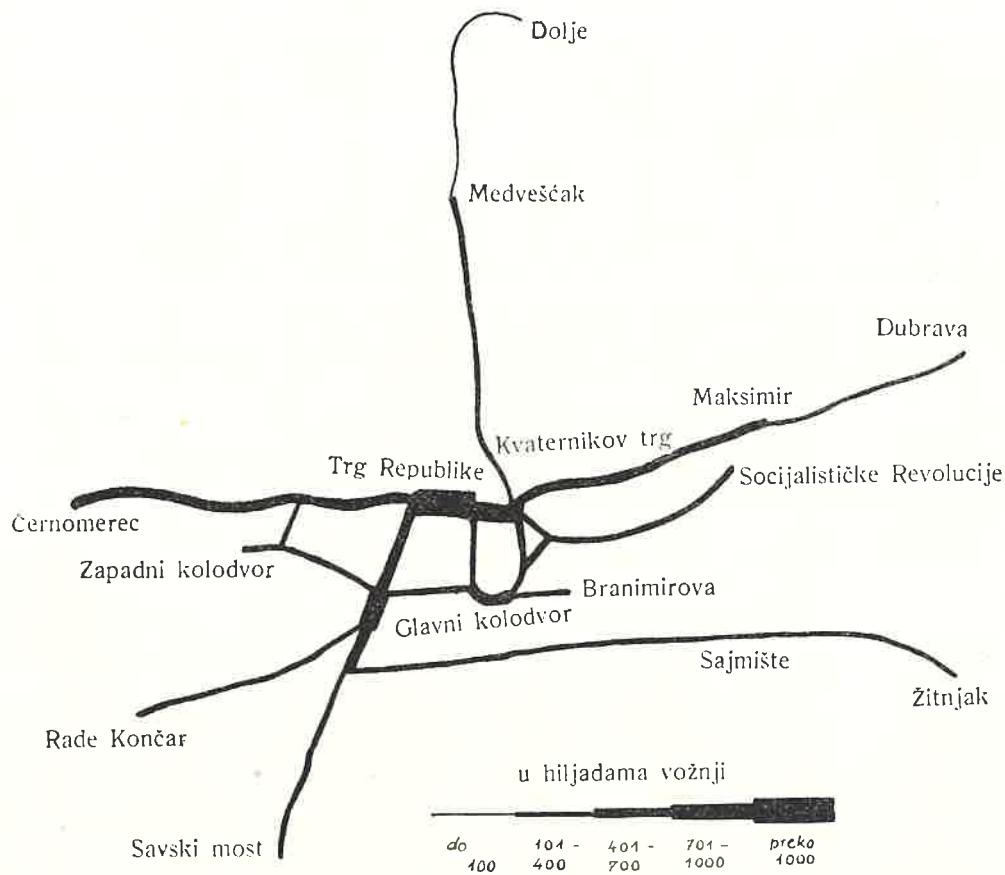 Dolje
Medveščak
Dubrava
Maksimir
Kvaternikov trg
Trg Republike
Socijalističke Revolucije
Černomerec
Zapadni kolodvor
Branimirova
Glavni kolodvor
Sajmište
Žitnjak
Rade Končar
u hiljadama vožnji
Savski most
do 100
101 - 400
401 - 700
701 - 1000
preko 1000